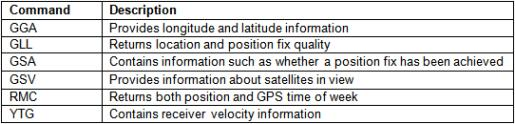 Command Description
GGA Provides longitude and latitude information
GLL Returns location and position fix quality
GSA Contains information such as whether a position fix has been achieved
GSV Provides information about satellites in view
RMC Returns both position and GPS time of week
YTG Contains receiver velocity information